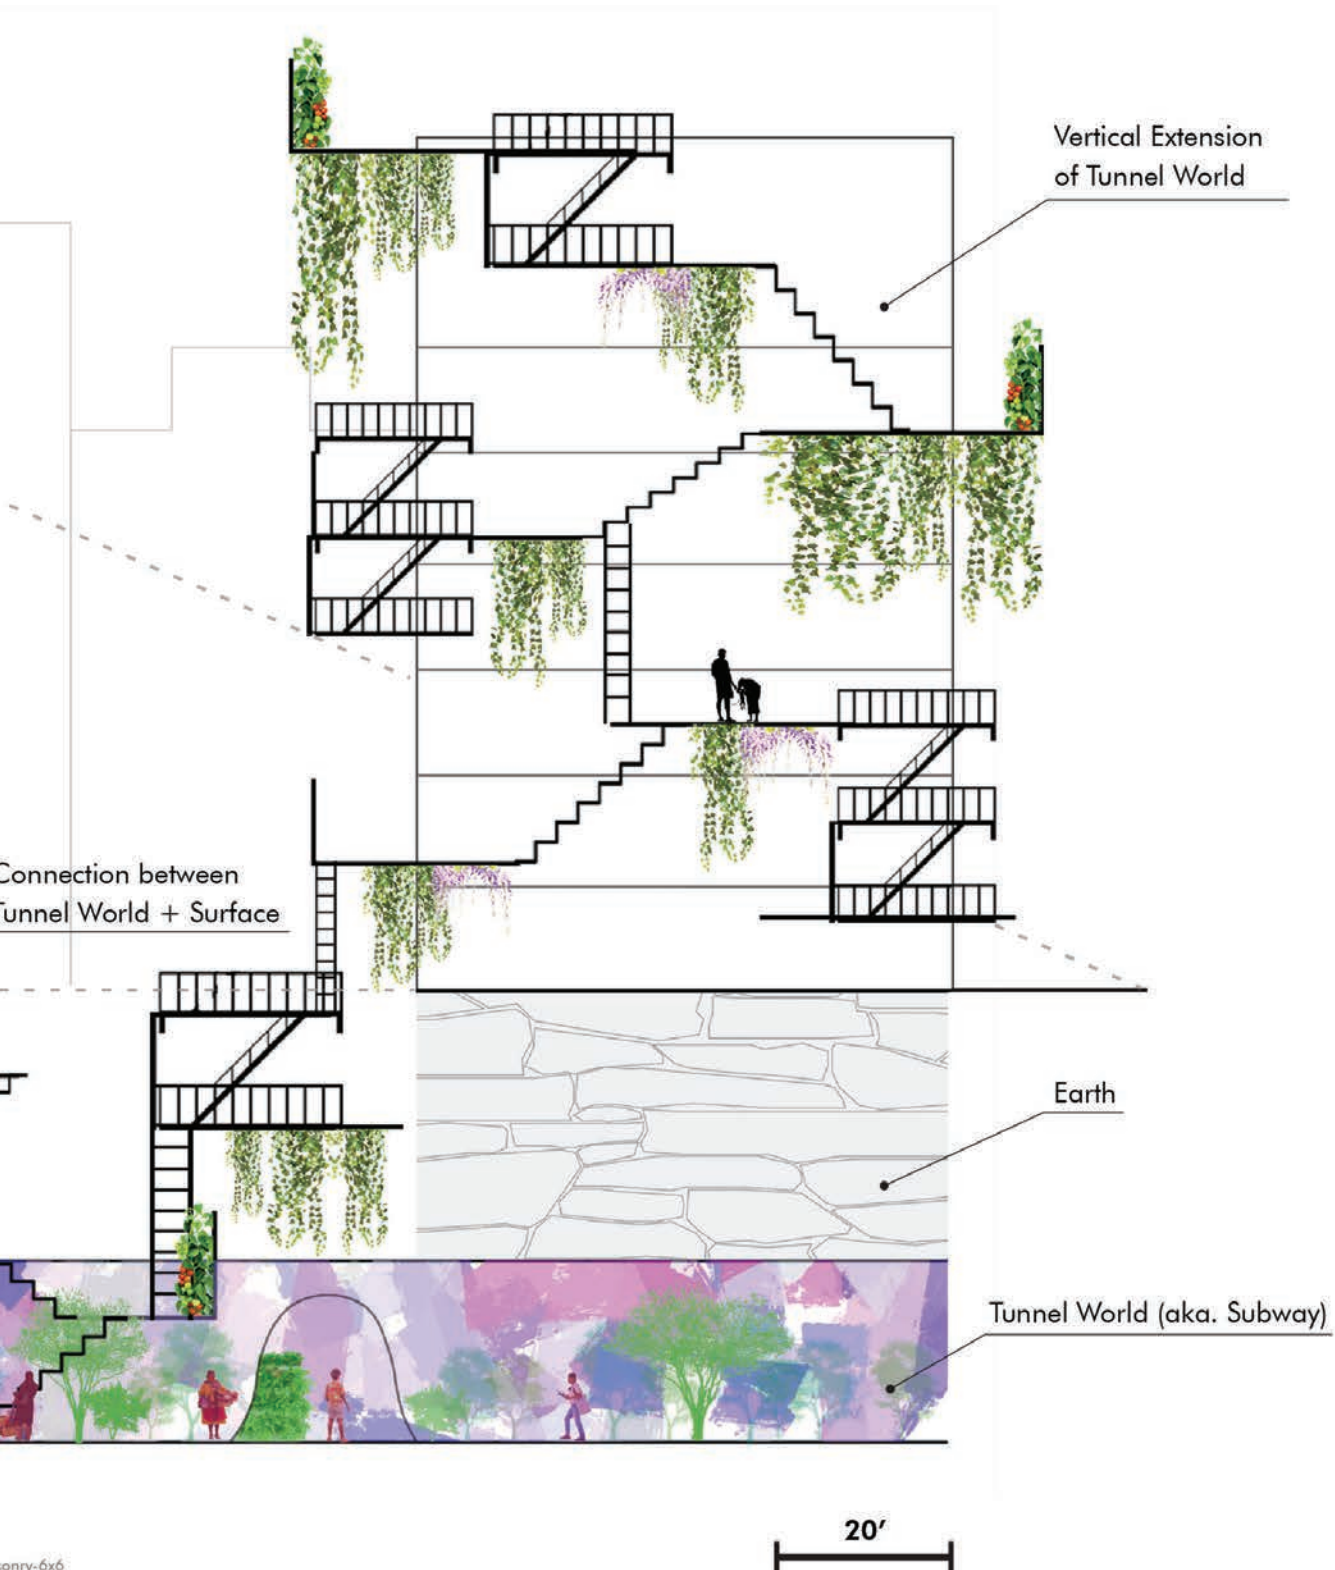 Vertical Extension
of Tunnel World
Connection between
Tunnel World + Surface
Earth
Tunnel World (aka. Subway)
20′